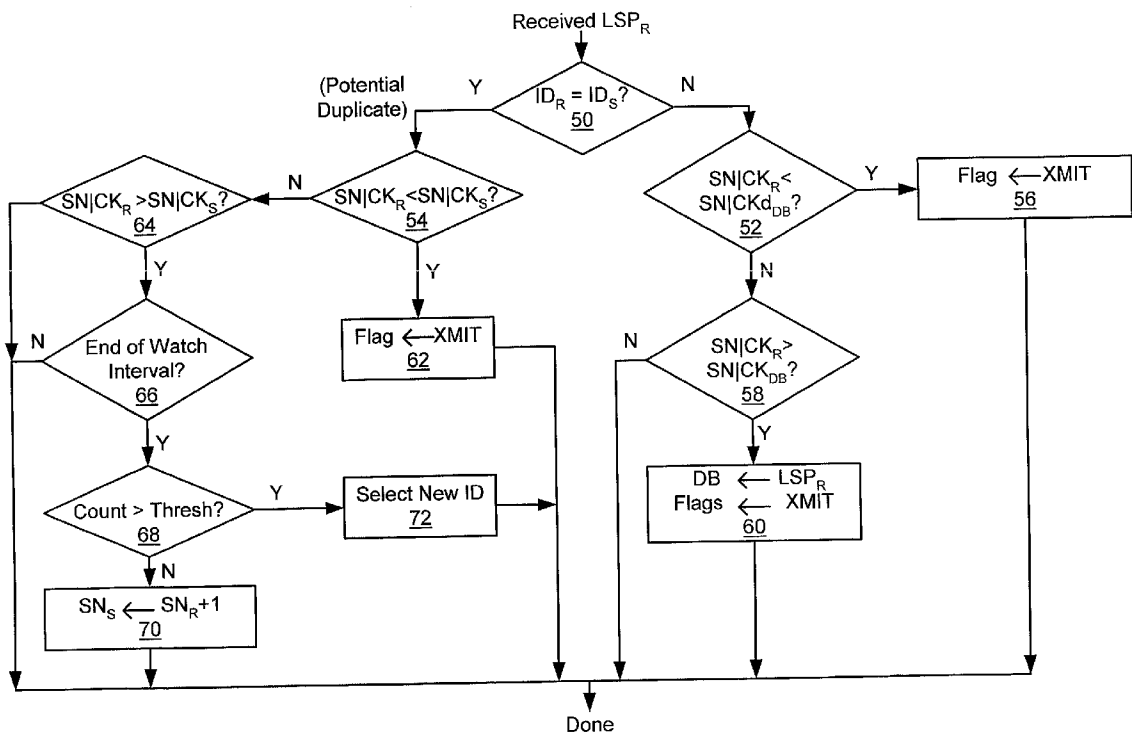 Received LSP_R
(Potential
Duplicate)
Y
ID_R = ID_S?
50
N
SN|CK_R>SN|CK_S?
64
N
SN|CK_R<SN|CK_S?
54
SN|CK_R<
SN|CKd_DB?
52
Y
Flag ←XMIT
56
Y
Y
N
N
End of Watch
Interval?
66
Flag ←XMIT
62
N
SN|CK_R>
SN|CK_DB?
58
Y
Y
Count > Thresh?
68
Y
Select New ID
72
DB ← LSP_R
Flags ← XMIT
60
N
SN_S ← SN_R+1
70
Done